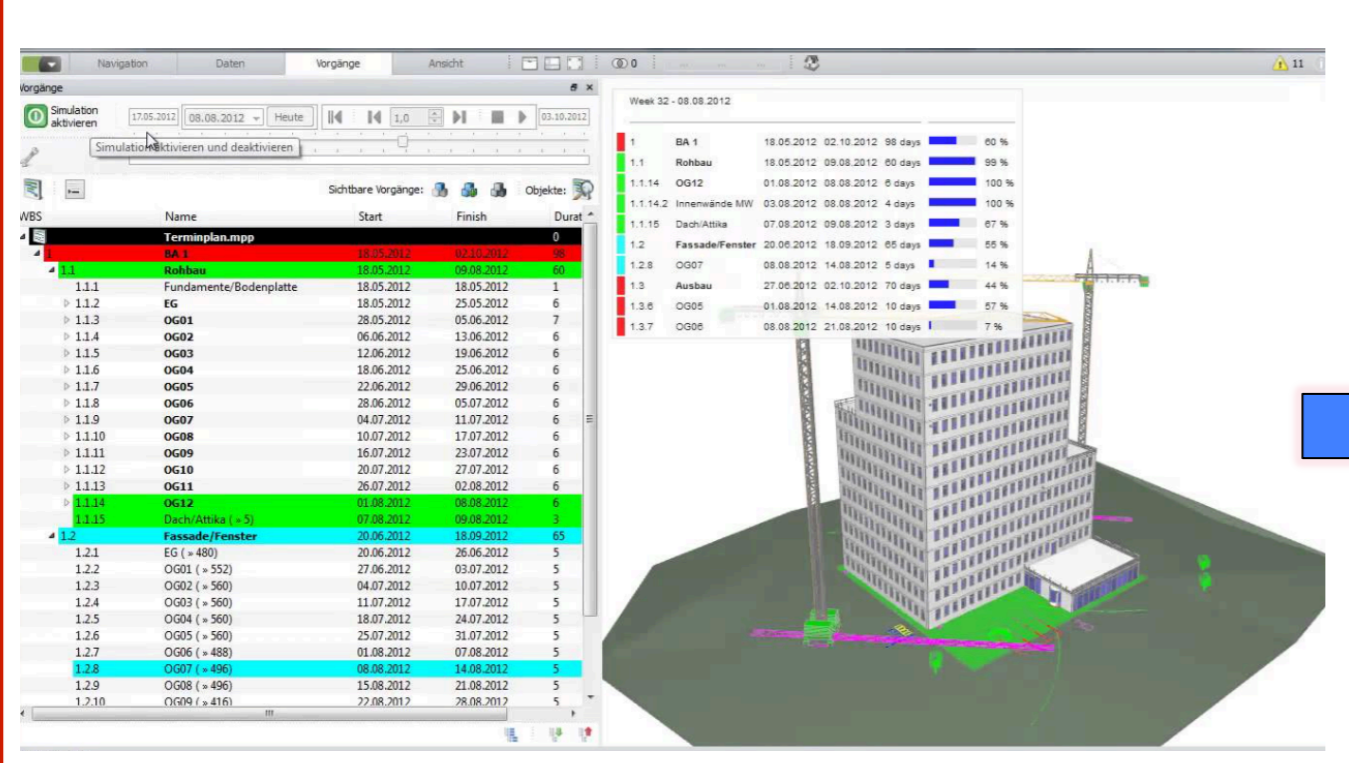 Navigation Daten Vorgänge Ansicht 0 11
Vorgänge
Simulation aktivieren 17.05.2012 08.08.2012 Heute 1,0 03.10.2012
Simulation aktivieren und deaktivieren
Sichtbare Vorgänge: Objekte:
WBS Name Start Finish Durat
Terminplan.mpp 0
1 BA 1 18.05.2012 02.10.2012 98
1.1 Rohbau 18.05.2012 09.08.2012 60
1.1.1 Fundamente/Bodenplatte 18.05.2012 18.05.2012 1
1.1.2 EG 18.05.2012 25.05.2012 6
1.1.3 OG01 28.05.2012 05.06.2012 7
1.1.4 OG02 06.06.2012 13.06.2012 6
1.1.5 OG03 12.06.2012 19.06.2012 6
1.1.6 OG04 18.06.2012 25.06.2012 6
1.1.7 OG05 22.06.2012 29.06.2012 6
1.1.8 OG06 28.06.2012 05.07.2012 6
1.1.9 OG07 04.07.2012 11.07.2012 6
1.1.10 OG08 10.07.2012 17.07.2012 6
1.1.11 OG09 16.07.2012 23.07.2012 6
1.1.12 OG10 20.07.2012 27.07.2012 6
1.1.13 OG11 26.07.2012 02.08.2012 6
1.1.14 OG12 01.08.2012 08.08.2012 6
1.1.15 Dach/Attika ( » 5) 07.08.2012 09.08.2012 3
1.2 Fassade/Fenster 20.06.2012 18.09.2012 65
1.2.1 EG ( » 480) 20.06.2012 26.06.2012 5
1.2.2 OG01 ( » 552) 27.06.2012 03.07.2012 5
1.2.3 OG02 ( » 560) 04.07.2012 10.07.2012 5
1.2.4 OG03 ( » 560) 11.07.2012 17.07.2012 5
1.2.5 OG04 ( » 560) 18.07.2012 24.07.2012 5
1.2.6 OG05 ( » 560) 25.07.2012 31.07.2012 5
1.2.7 OG06 ( » 488) 01.08.2012 07.08.2012 5
1.2.8 OG07 ( » 496) 08.08.2012 14.08.2012 5
1.2.9 OG08 ( » 496) 15.08.2012 21.08.2012 5
1.2.10 OG09 ( » 416) 22.08.2012 28.08.2012 5
Week 32 - 08.08.2012
1 BA 1 18.05.2012 02.10.2012 98 days 60 %
1.1 Rohbau 18.05.2012 09.08.2012 60 days 99 %
1.1.14 OG12 01.08.2012 08.08.2012 6 days 100 %
1.1.14.2 Innenwände MW 03.08.2012 08.08.2012 4 days 100 %
1.1.15 Dach/Attika 07.08.2012 09.08.2012 3 days 67 %
1.2 Fassade/Fenster 20.06.2012 18.09.2012 65 days 55 %
1.2.8 OG07 08.08.2012 14.08.2012 5 days 14 %
1.3 Ausbau 27.06.2012 02.10.2012 70 days 44 %
1.3.6 OG05 01.08.2012 14.08.2012 10 days 57 %
1.3.7 OG06 08.08.2012 21.08.2012 10 days 7 %